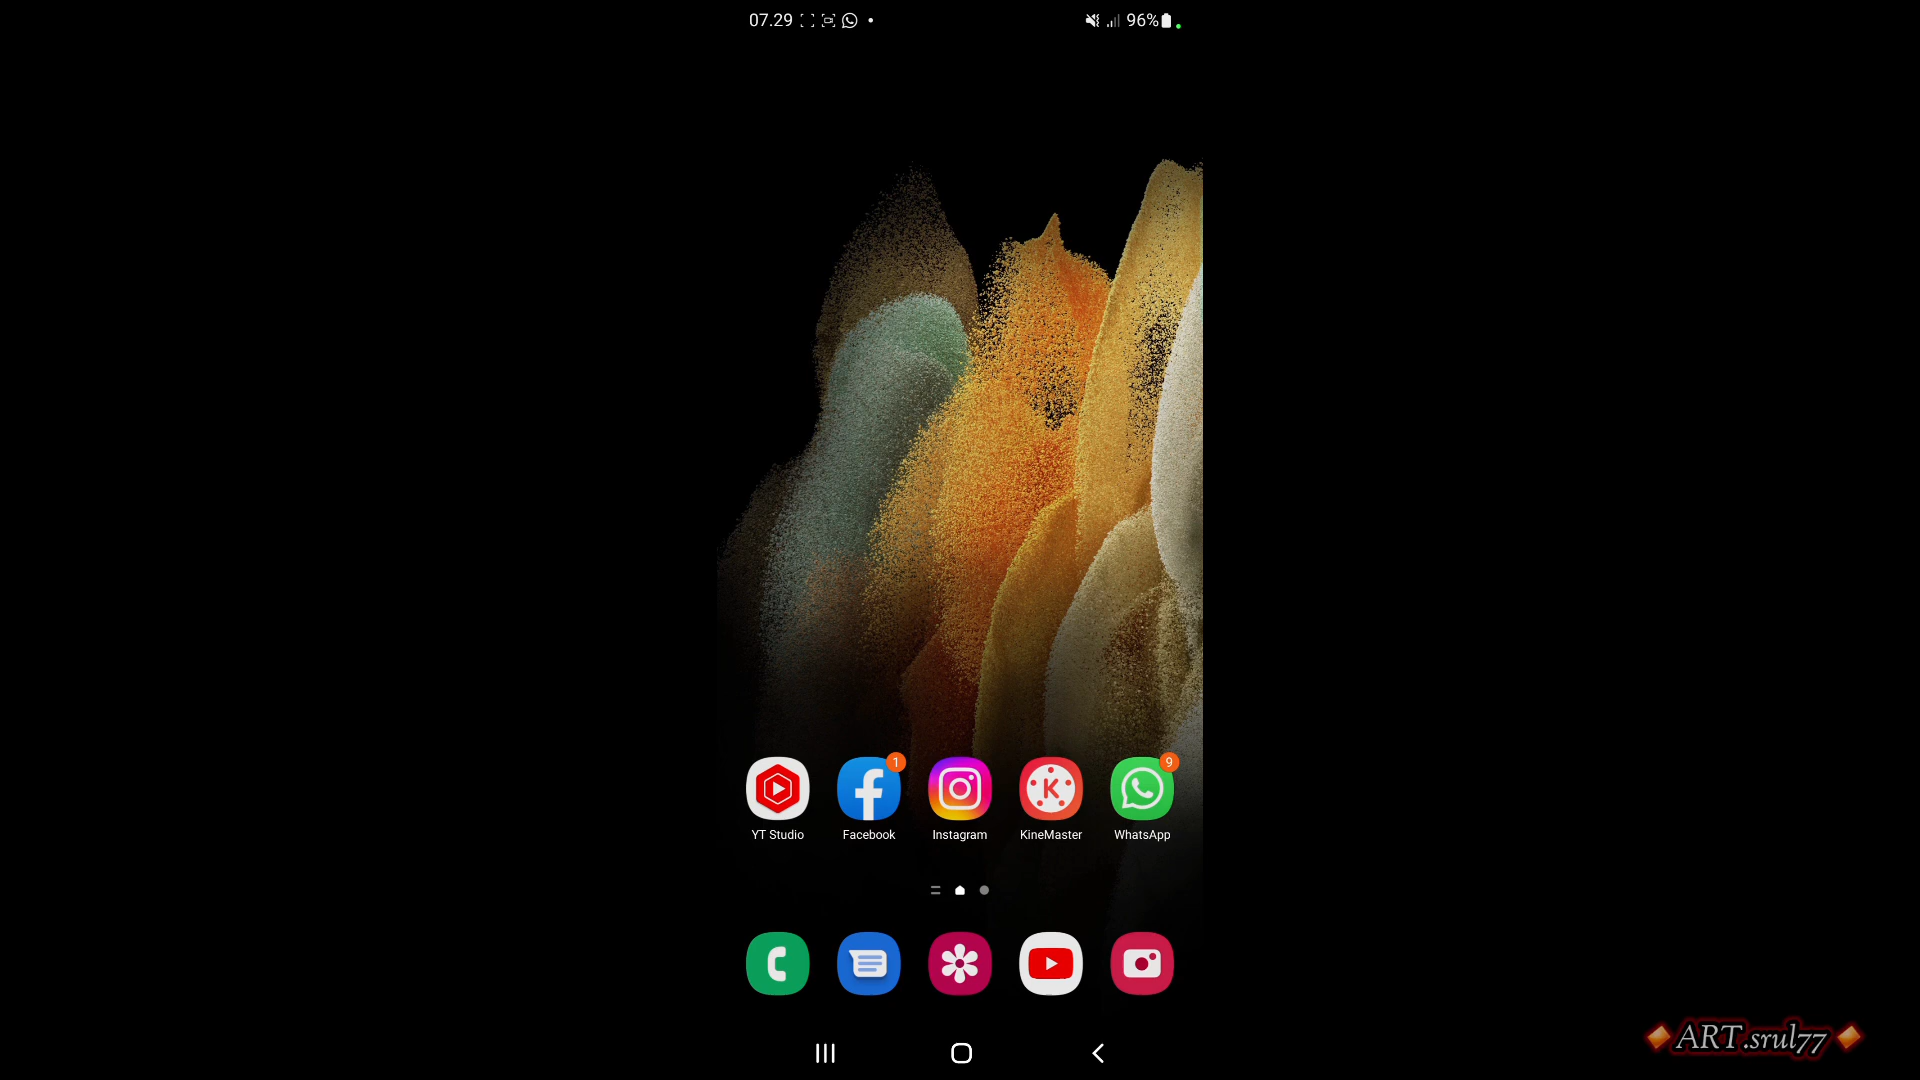 07.29
96%
1
9
YT Studio
Facebook
Instagram
KineMaster
WhatsApp
ART.srul77